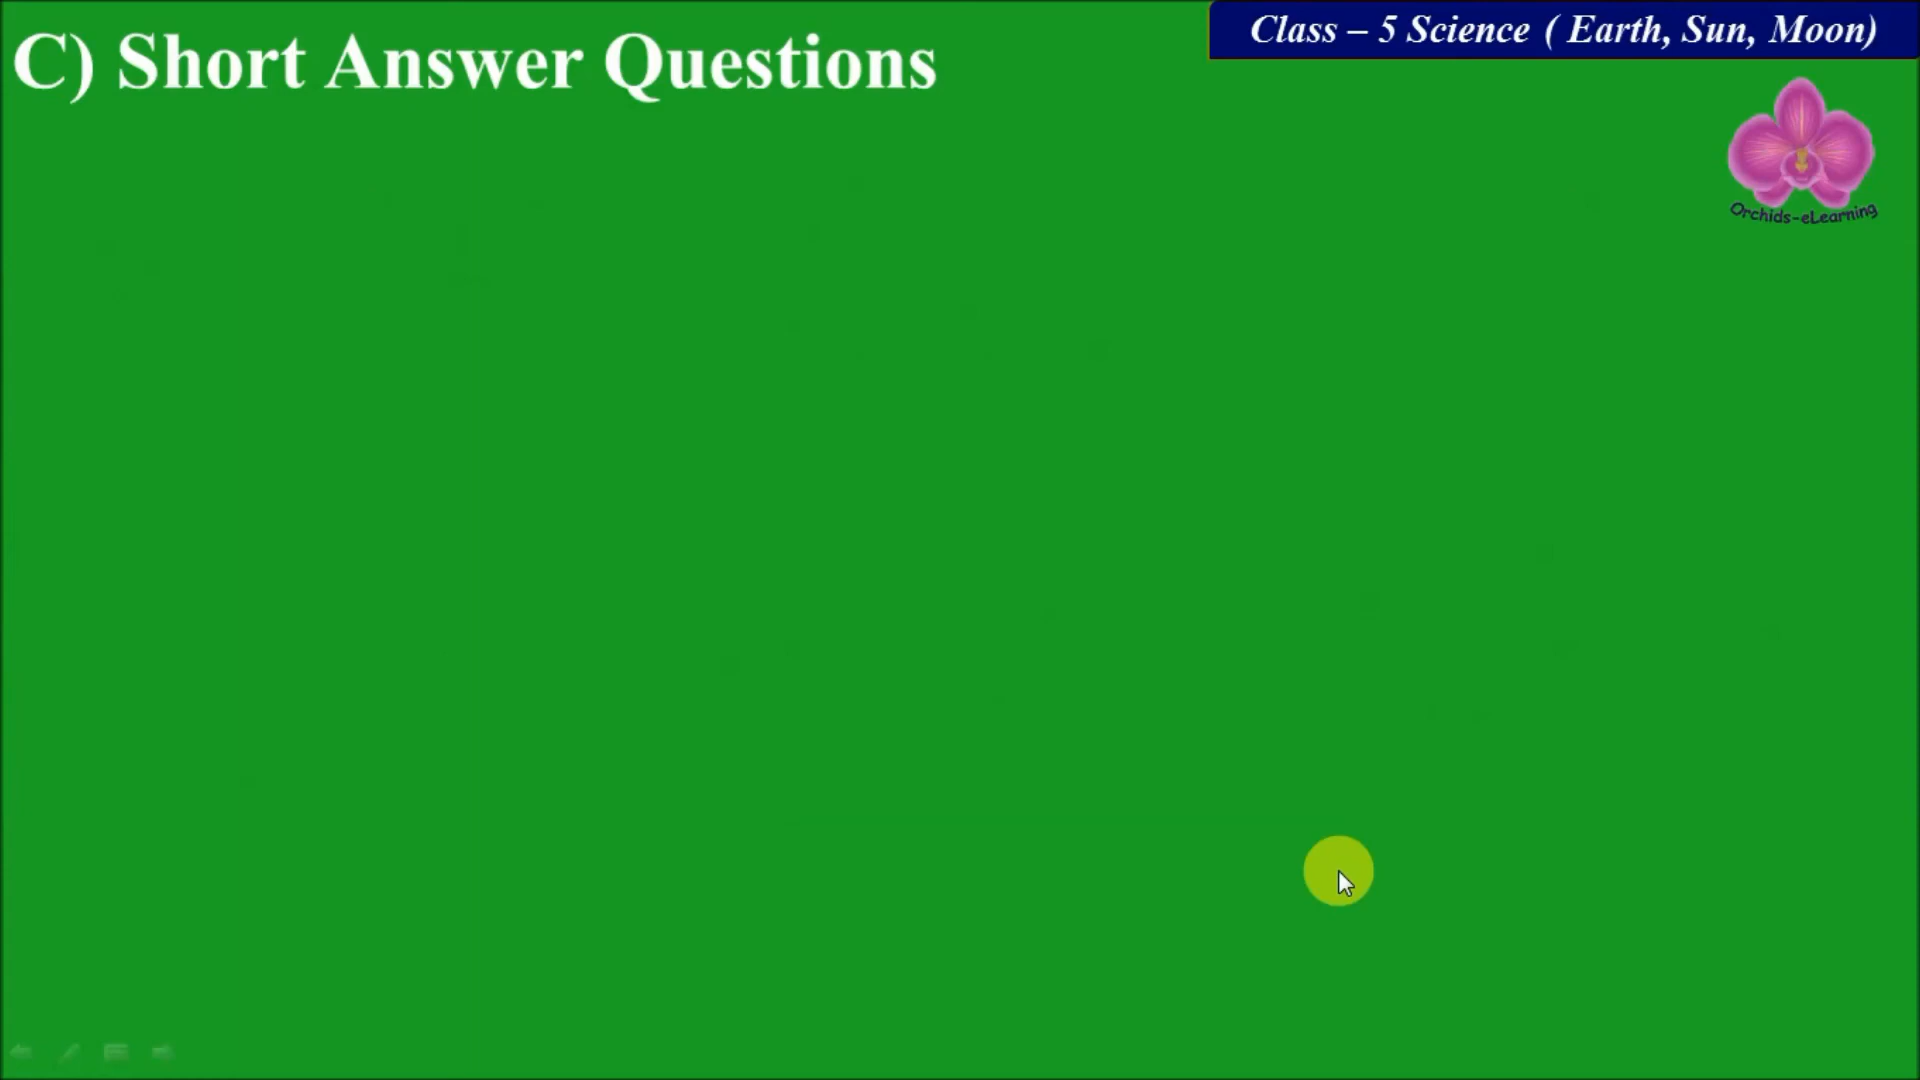 Class – 5 Science ( Earth, Sun, Moon)
C) Short Answer Questions
Orchids-eLearning